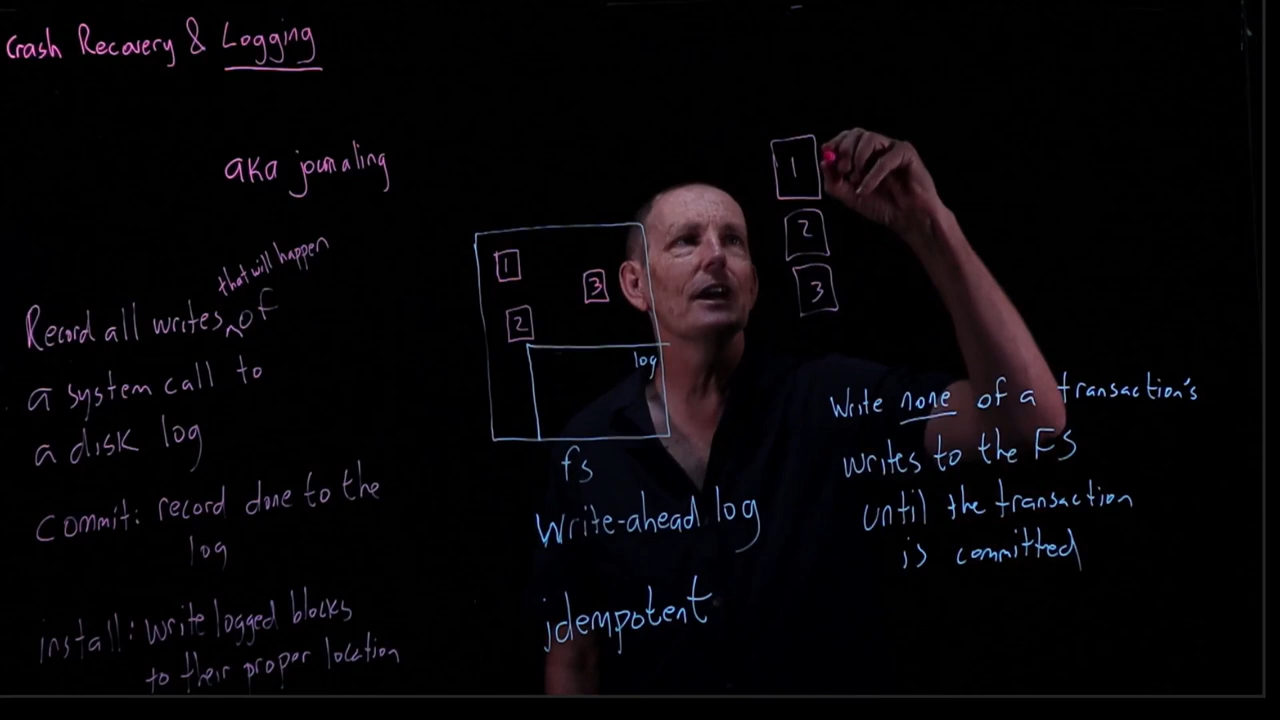 Crash Recovery & Logging
aka journaling
that will happen
Record all writes ^ of
a system call to
a disk log
Commit: record done to the
log
install: write logged blocks
to their proper location
1
3
2
log
fs
Write-ahead log
idempotent
1
2
3
Write none of a transaction's
writes to the FS
until the transaction
is committed